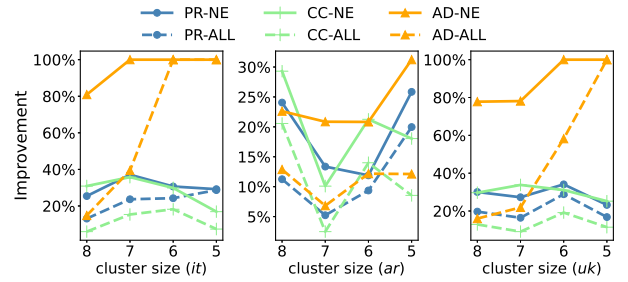 PR-NE CC-NE AD-NE
PR-ALL CC-ALL AD-ALL
Improvement
100%
80%
60%
40%
20%
8 7 6 5
cluster size (it)
30%
25%
20%
15%
10%
5%
8 7 6 5
cluster size (ar)
100%
80%
60%
40%
20%
8 7 6 5
cluster size (uk)